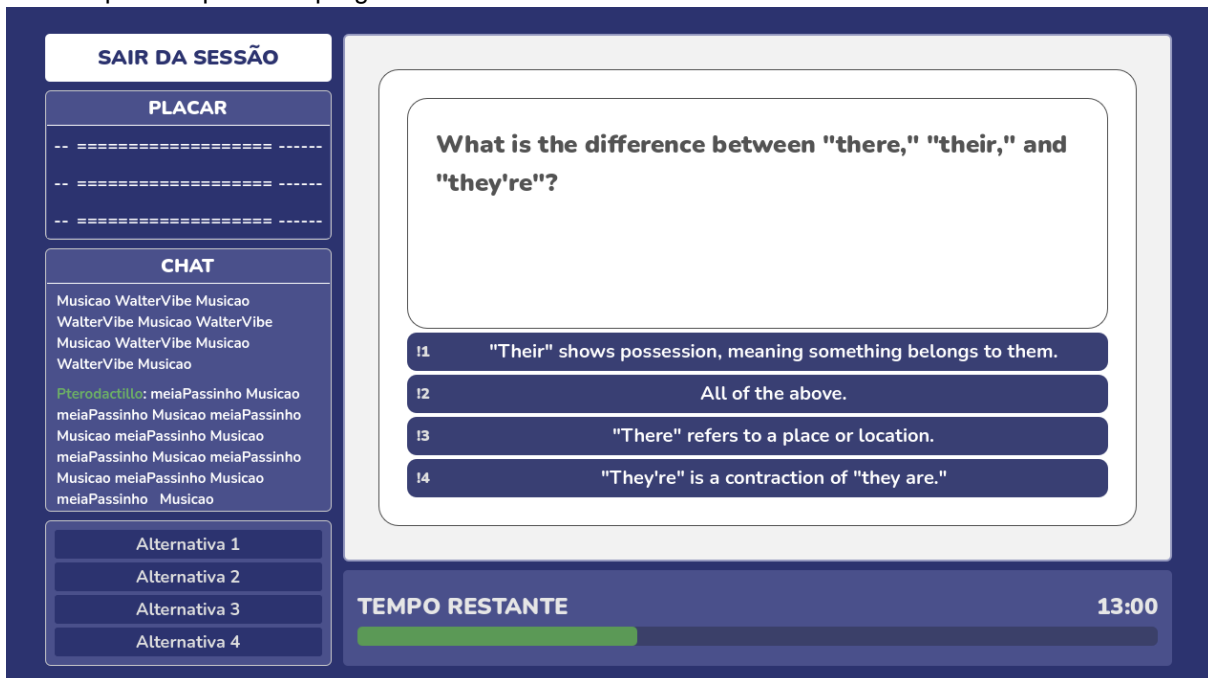 SAIR DA SESSÃO
PLACAR
-- =================== ------
-- =================== ------
-- =================== ------
CHAT
Musicao WalterVibe Musicao
WalterVibe Musicao WalterVibe
Musicao WalterVibe Musicao
WalterVibe Musicao
Pterodactillo: meiaPassinho Musicao
meiaPassinho Musicao meiaPassinho
Musicao meiaPassinho Musicao
meiaPassinho Musicao meiaPassinho
Musicao meiaPassinho Musicao
meiaPassinho Musicao
Alternativa 1
Alternativa 2
Alternativa 3
Alternativa 4
What is the difference between "there," "their," and
"they're"?
!1 "Their" shows possession, meaning something belongs to them.
!2 All of the above.
!3 "There" refers to a place or location.
!4 "They're" is a contraction of "they are."
TEMPO RESTANTE 13:00